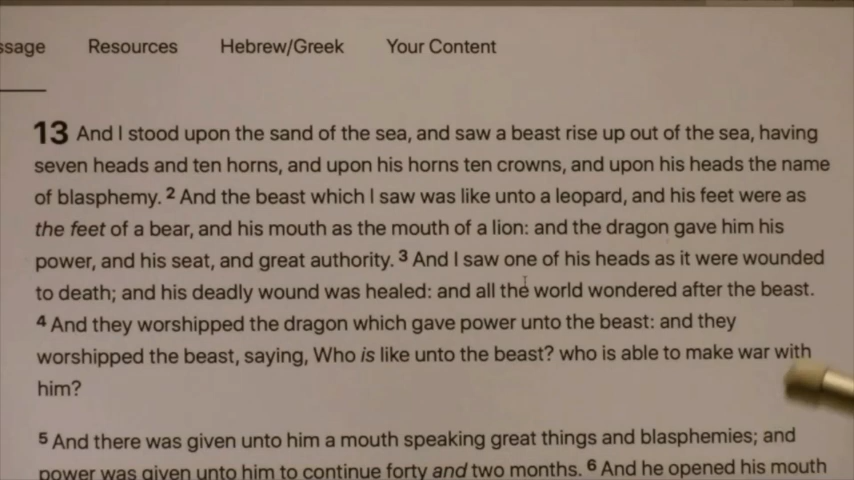 ssage Resources Hebrew/Greek Your Content
13 And I stood upon the sand of the sea, and saw a beast rise up out of the sea, having
seven heads and ten horns, and upon his horns ten crowns, and upon his heads the name
of blasphemy. 2 And the beast which I saw was like unto a leopard, and his feet were as
the feet of a bear, and his mouth as the mouth of a lion: and the dragon gave him his
power, and his seat, and great authority. 3 And I saw one of his heads as it were wounded
to death; and his deadly wound was healed: and all the world wondered after the beast.
4 And they worshipped the dragon which gave power unto the beast: and they
worshipped the beast, saying, Who is like unto the beast? who is able to make war with
him?
5 And there was given unto him a mouth speaking great things and blasphemies; and
power was given unto him to continue forty and two months. 6 And he opened his mouth